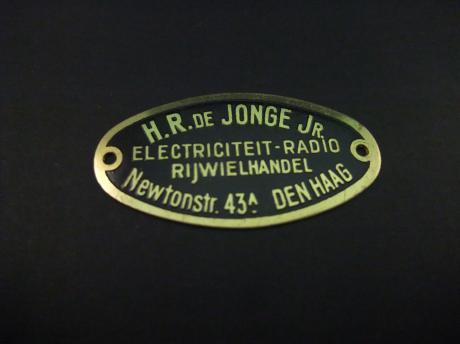 H.R. DE JONGE JR.
ELECTRICITEIT-RADIO
RIJWIELHANDEL
Newtonstr. 43A DEN HAAG